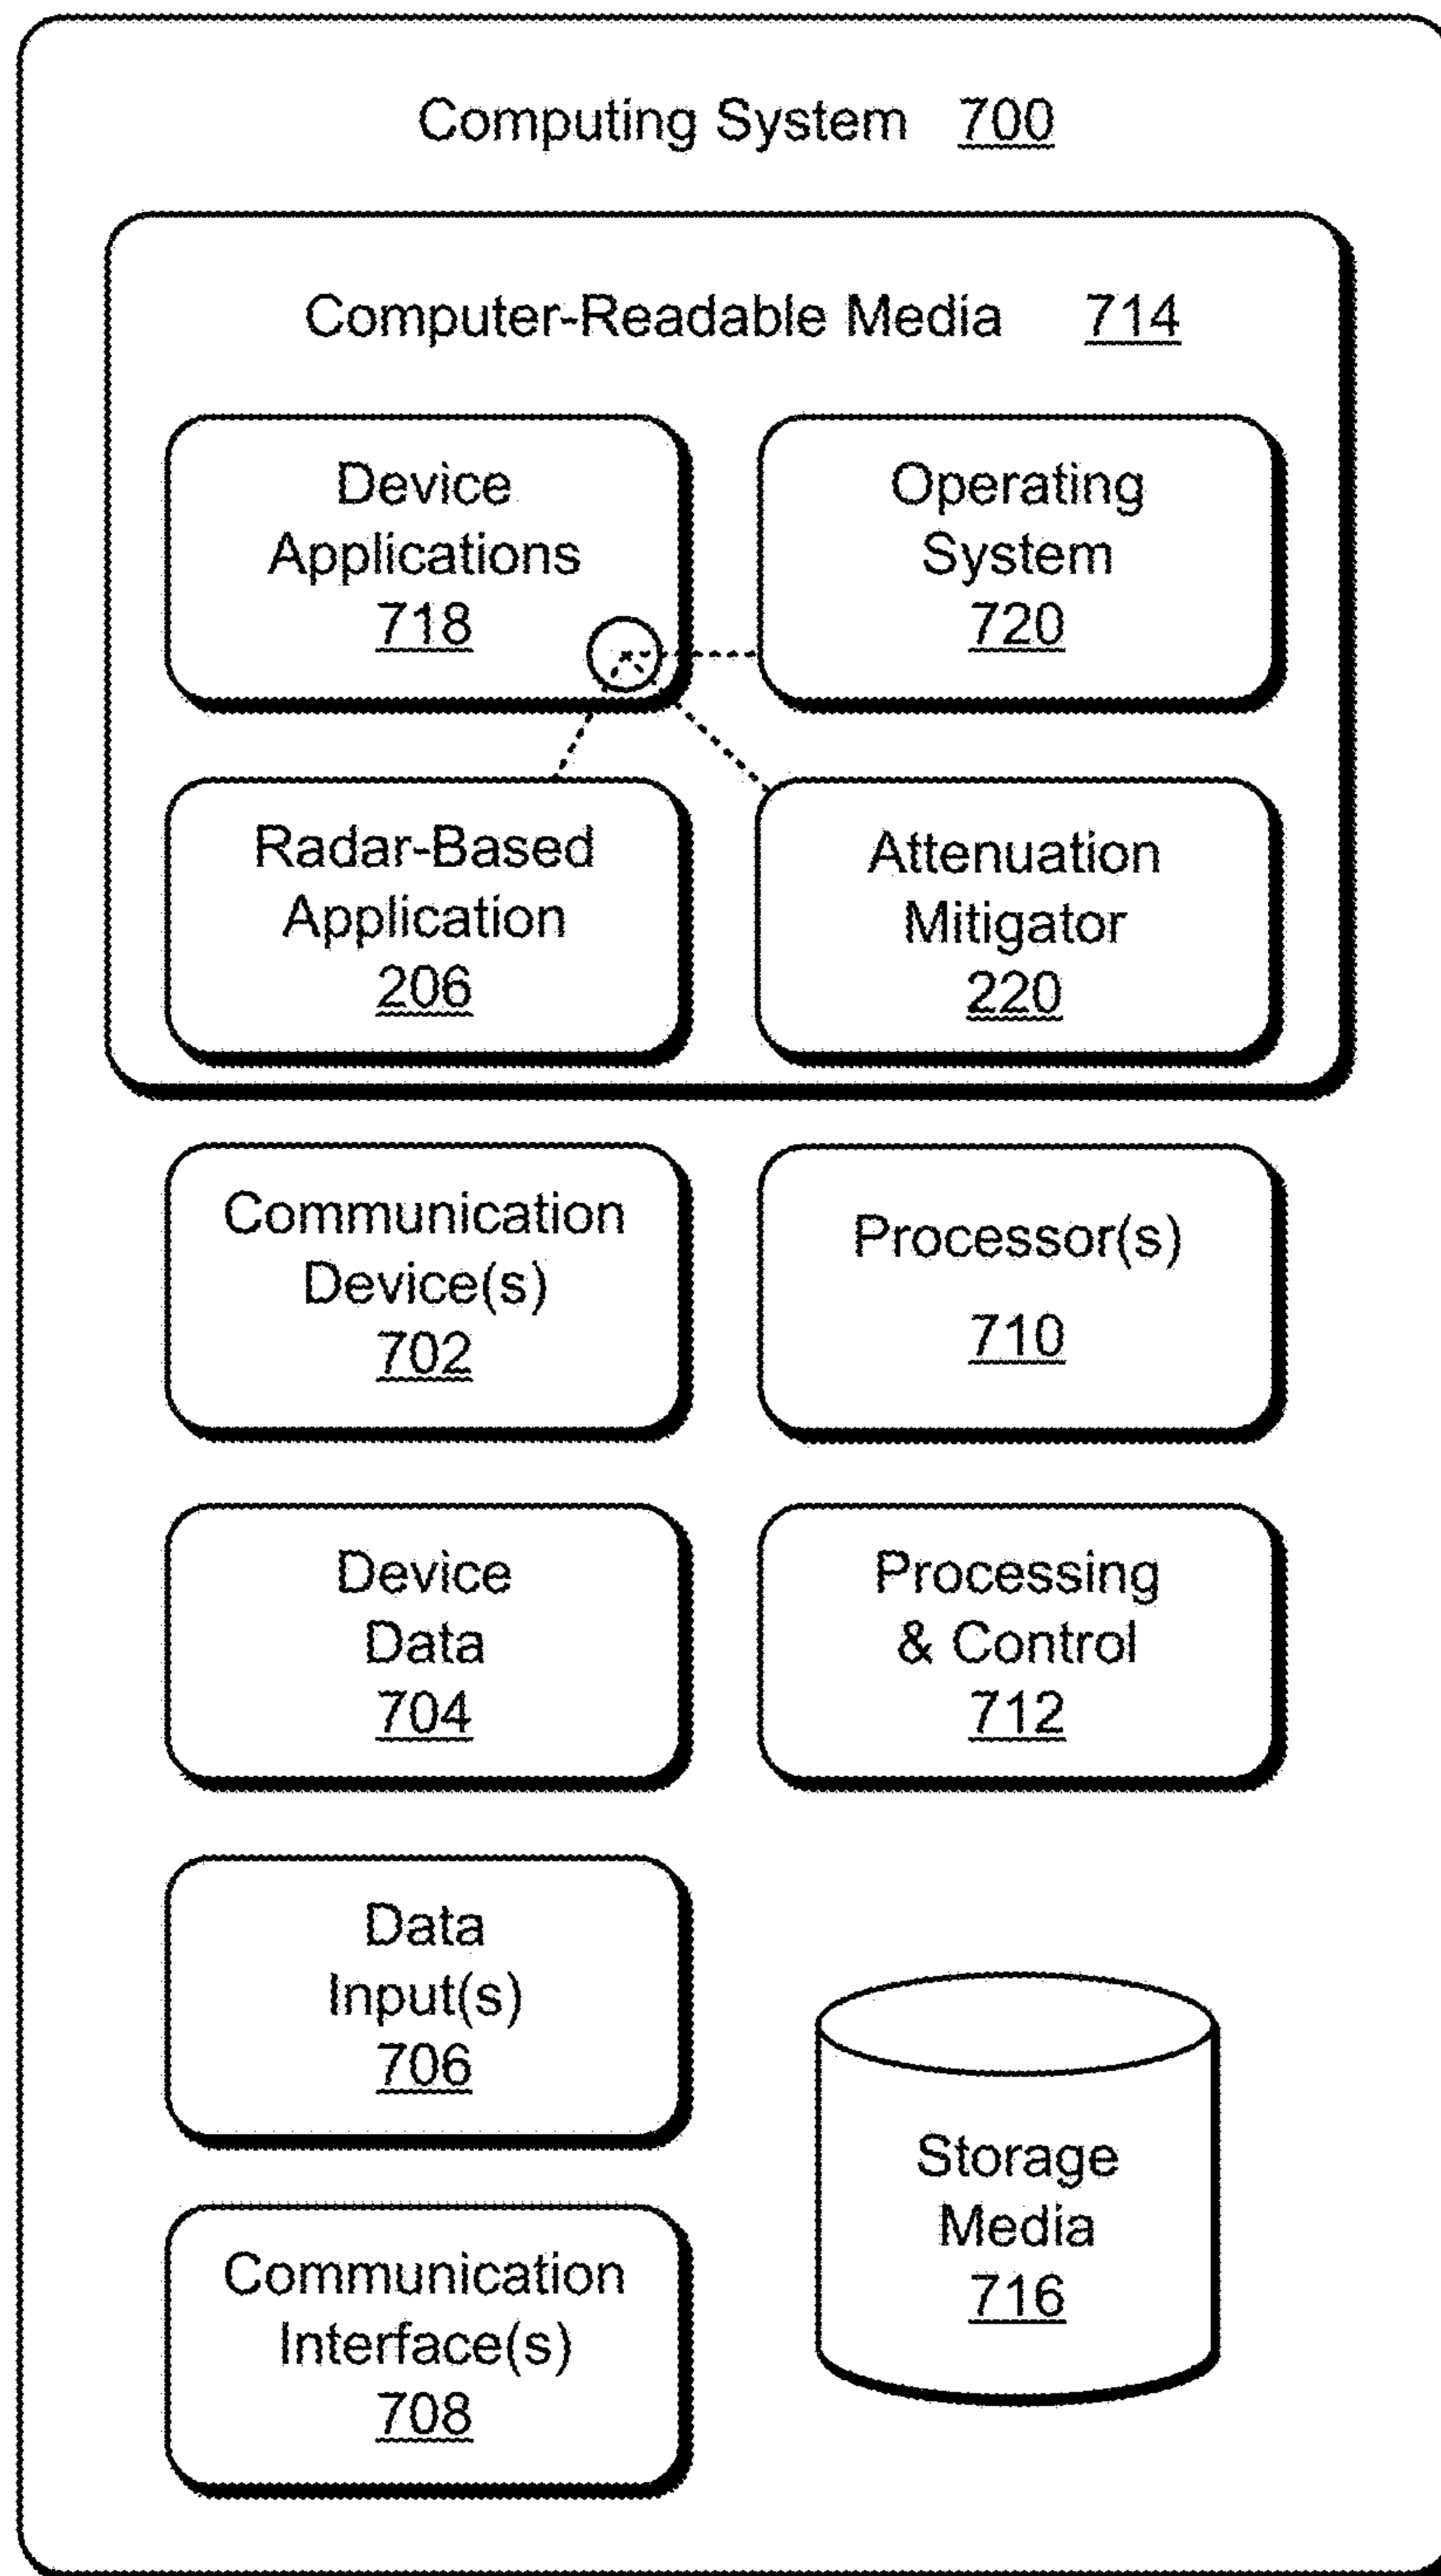 Computing System 700
Computer-Readable Media 714
Device
Applications
718
Operating
System
720
Radar-Based
Application
206
Attenuation
Mitigator
220
Communication
Device(s)
702
Processor(s)
710
Device
Data
704
Processing
& Control
712
Data
Input(s)
706
Storage
Media
716
Communication
Interface(s)
708